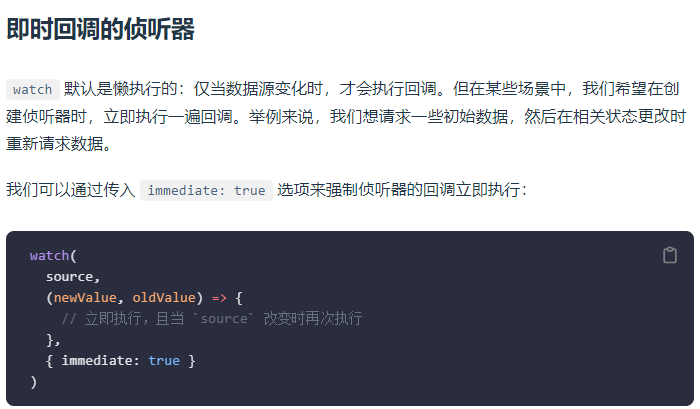 即时回调的侦听器
watch 默认是懒执行的：仅当数据源变化时，才会执行回调。但在某些场景中，我们希望在创
建侦听器时，立即执行一遍回调。举例来说，我们想请求一些初始数据，然后在相关状态更改时
重新请求数据。
我们可以通过传入 immediate: true 选项来强制侦听器的回调立即执行：
watch(
  source,
  (newValue, oldValue) => {
    // 立即执行，且当 `source` 改变时再次执行
  },
  { immediate: true }
)